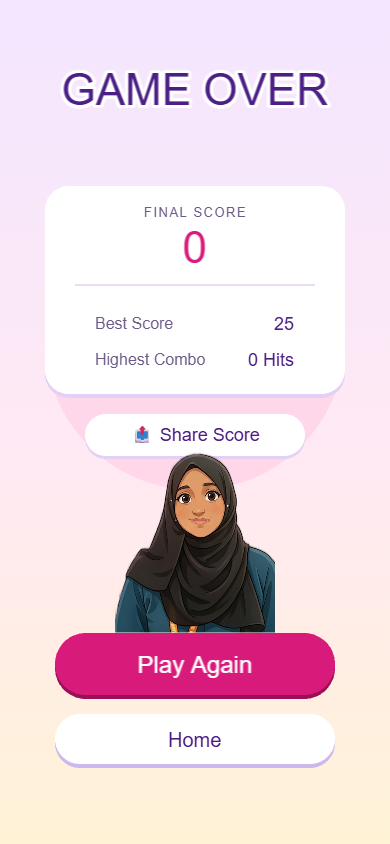 GAME OVER
FINAL SCORE
0
Best Score 25
Highest Combo 0 Hits
Share Score
Play Again
Home